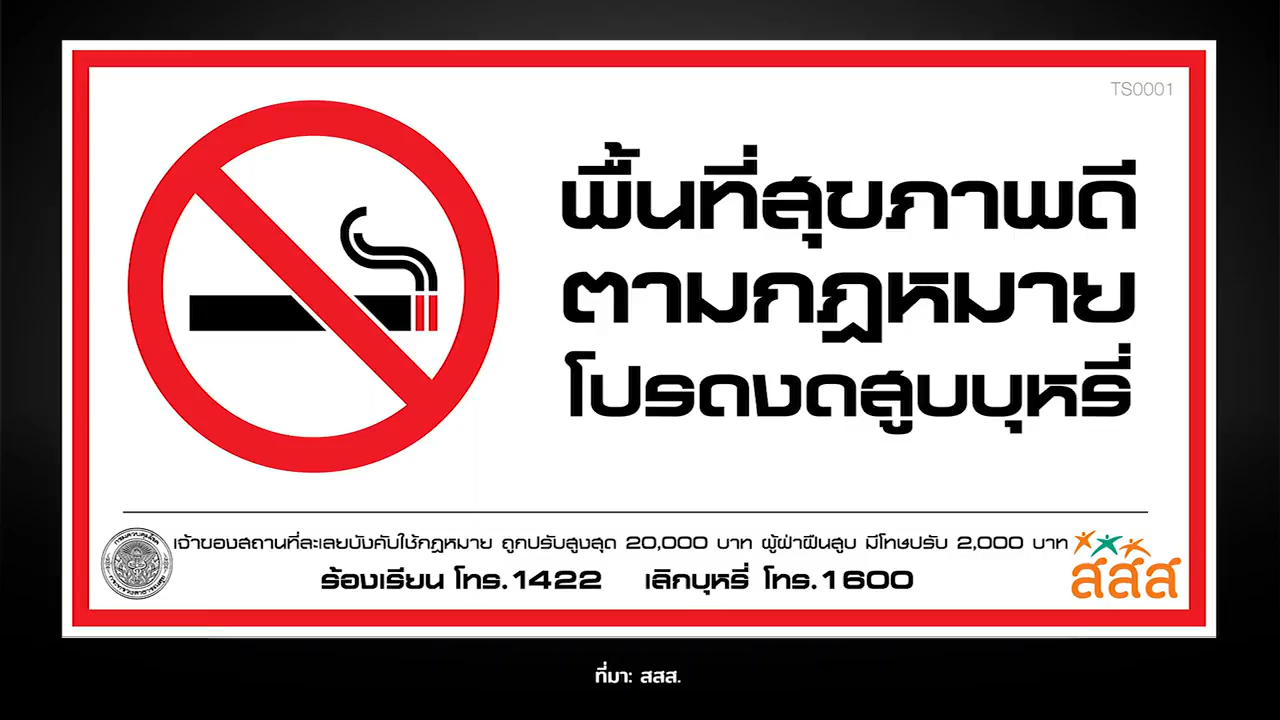 TS0001
พื้นที่สุขภาพดี
ตามกฎหมาย
โปรดงดสูบบุหรี่
เจ้าของสถานที่ละเลยบังคับใช้กฎหมาย ถูกปรับสูงสุด 20,000 บาท ผู้ฝ่าฝืนสูบ มีโทษปรับ 2,000 บาท
ร้องเรียน โทร.1422 เลิกบุหรี่ โทร.1600
สสส
ที่มา: สสส.